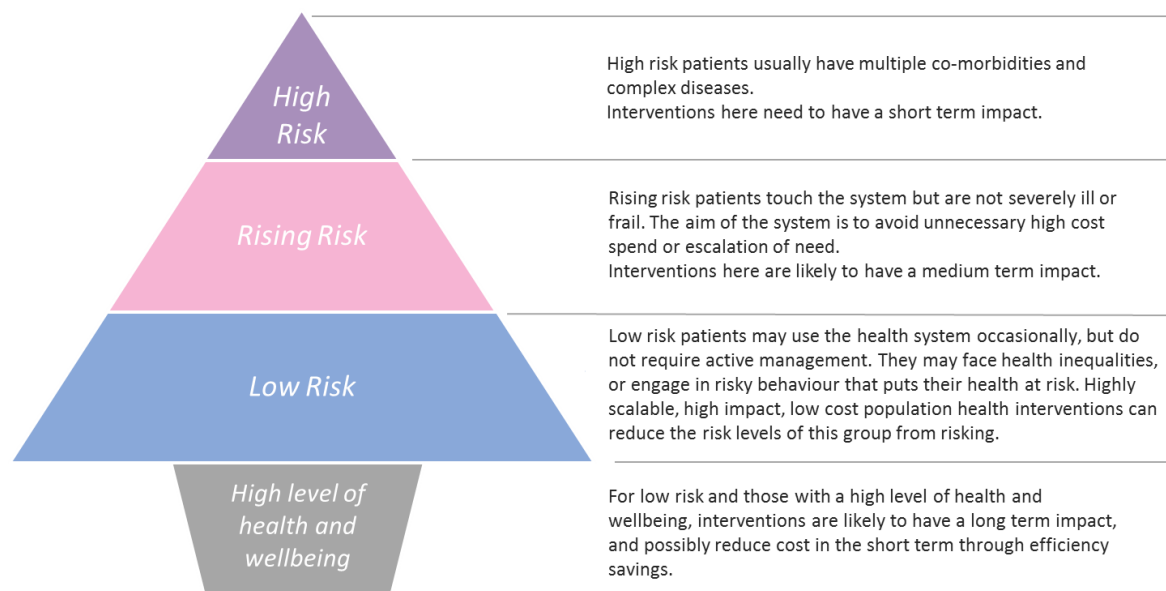 High
Risk
High risk patients usually have multiple co-morbidities and
complex diseases.
Interventions here need to have a short term impact.
Rising Risk
Rising risk patients touch the system but are not severely ill or
frail. The aim of the system is to avoid unnecessary high cost
spend or escalation of need.
Interventions here are likely to have a medium term impact.
Low Risk
Low risk patients may use the health system occasionally, but do
not require active management. They may face health inequalities,
or engage in risky behaviour that puts their health at risk. Highly
scalable, high impact, low cost population health interventions can
reduce the risk levels of this group from risking.
High level of
health and
wellbeing
For low risk and those with a high level of health and
wellbeing, interventions are likely to have a long term impact,
and possibly reduce cost in the short term through efficiency
savings.